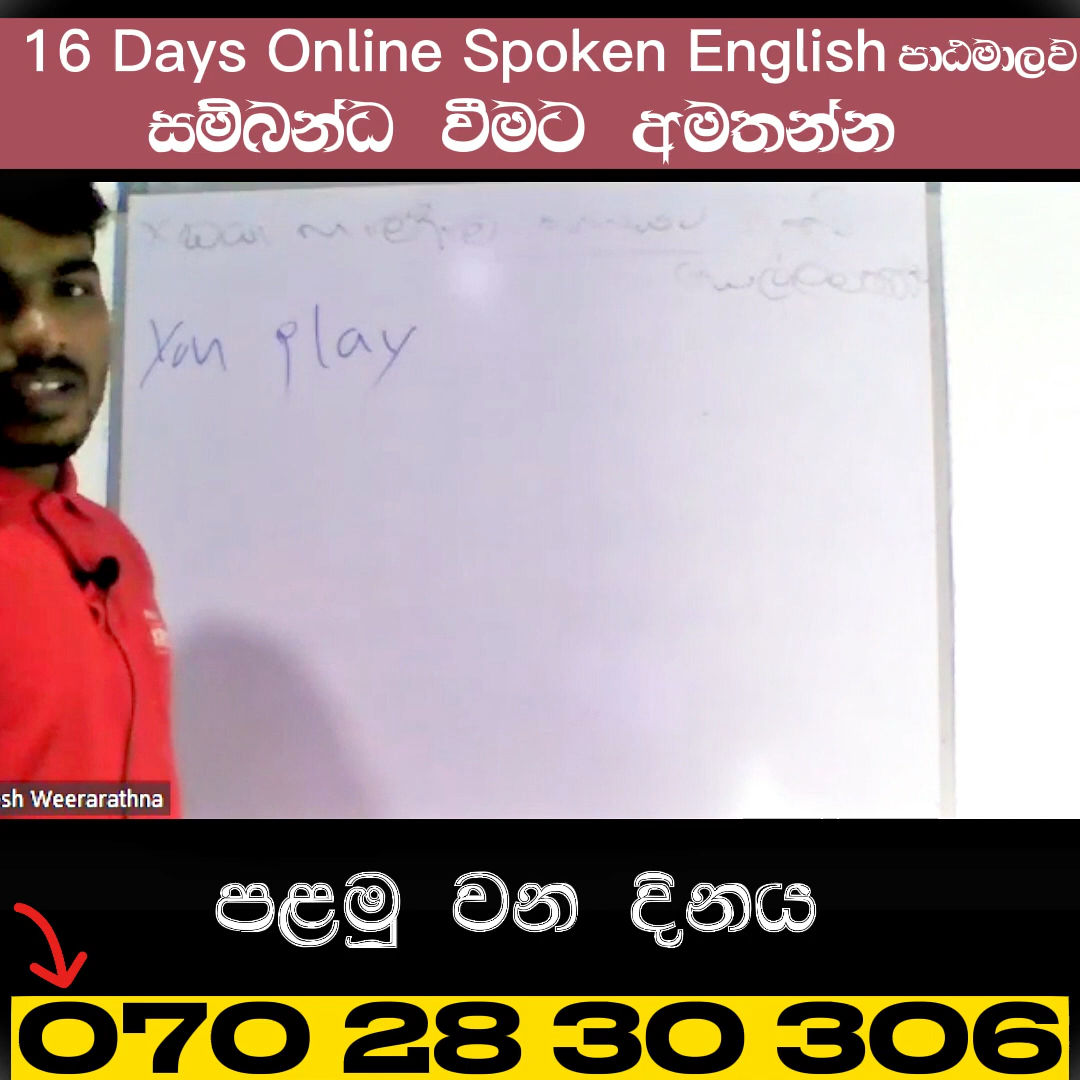 16 Days Online Spoken English පාඨමාලව
සම්බන්ධ වීමට අමතන්න
You play
sh Weerarathna
පළමු වන දිනය
070 28 30 306